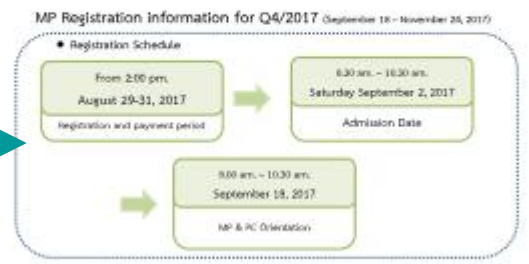 MP Registration information for Q4/2017 (September 18 – November 24, 2017)
● Registration Schedule
From 2:00 pm.
August 29-31, 2017
Registration and payment period
8.30 am. – 10.30 am.
Saturday September 2, 2017
Admission Date
9.00 am. – 10.30 am.
September 18, 2017
MP & PC Orientation